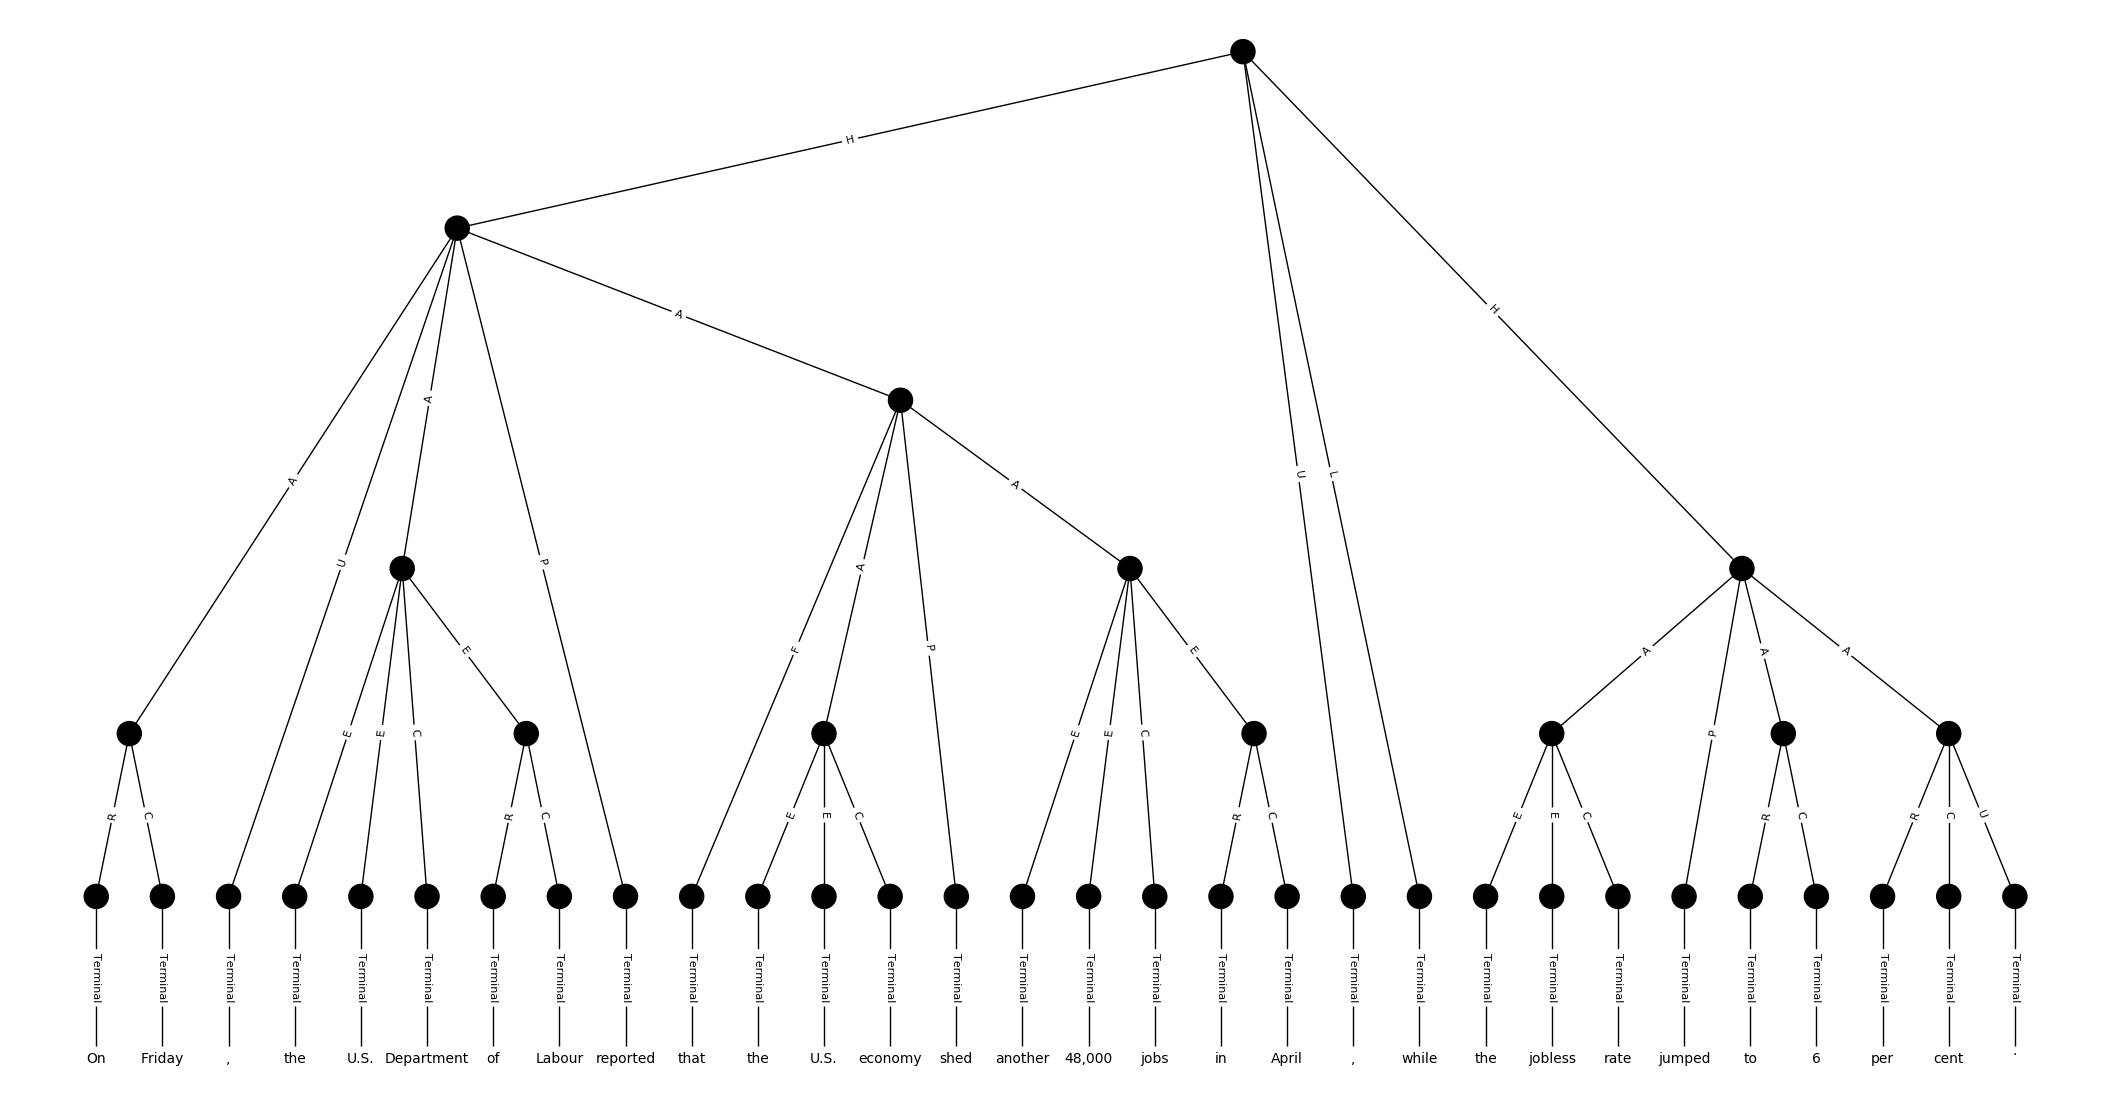 H
A
A
H
A
U
L
A
A
U
P
A
F
P
E
E
A
A
A
E
E
C
E
E
C
P
R
C
R
C
E
E
C
R
C
E
E
C
R
C
R
C
U
Terminal Terminal Terminal Terminal Terminal Terminal Terminal Terminal Terminal Terminal Terminal Terminal Terminal Terminal Terminal Terminal Terminal Terminal Terminal Terminal Terminal Terminal Terminal Terminal Terminal Terminal Terminal Terminal Terminal Terminal
On Friday , the U.S. Department of Labour reported that the U.S. economy shed another 48,000 jobs in April , while the jobless rate jumped to 6 per cent .